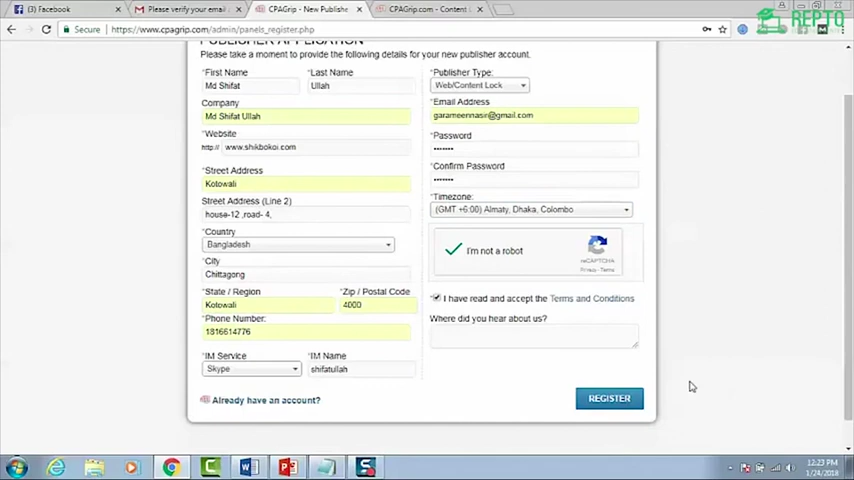 (3) Facebook
Please verify your email
CPAGrip - New Publishe
CPAGrip.com - Content L
REPTO
Secure | https://www.cpagrip.com/admin/panels_register.php
Please take a moment to provide the following details for your new publisher account.
*First Name
*Last Name
Md Shifat
Ullah
Company
Md Shifat Ullah
*Website
http:// www.shikbokoi.com
*Street Address
Kotowali
Street Address (Line 2)
house-12 ,road- 4,
*Country
Bangladesh
*City
Chittagong
*State / Region
*Zip / Postal Code
Kotowali
4000
*Phone Number:
1816614776
*IM Service
*IM Name
Skype
shifatullah
Already have an account?
*Publisher Type:
Web/Content Lock
*Email Address
garameennasir@gmail.com
*Password
•••••••
*Confirm Password
•••••••
*Timezone:
(GMT +6:00) Almaty, Dhaka, Colombo
I'm not a robot
reCAPTCHA
Privacy - Terms
* I have read and accept the Terms and Conditions
Where did you hear about us?
REGISTER
12:23 PM
1/24/2018